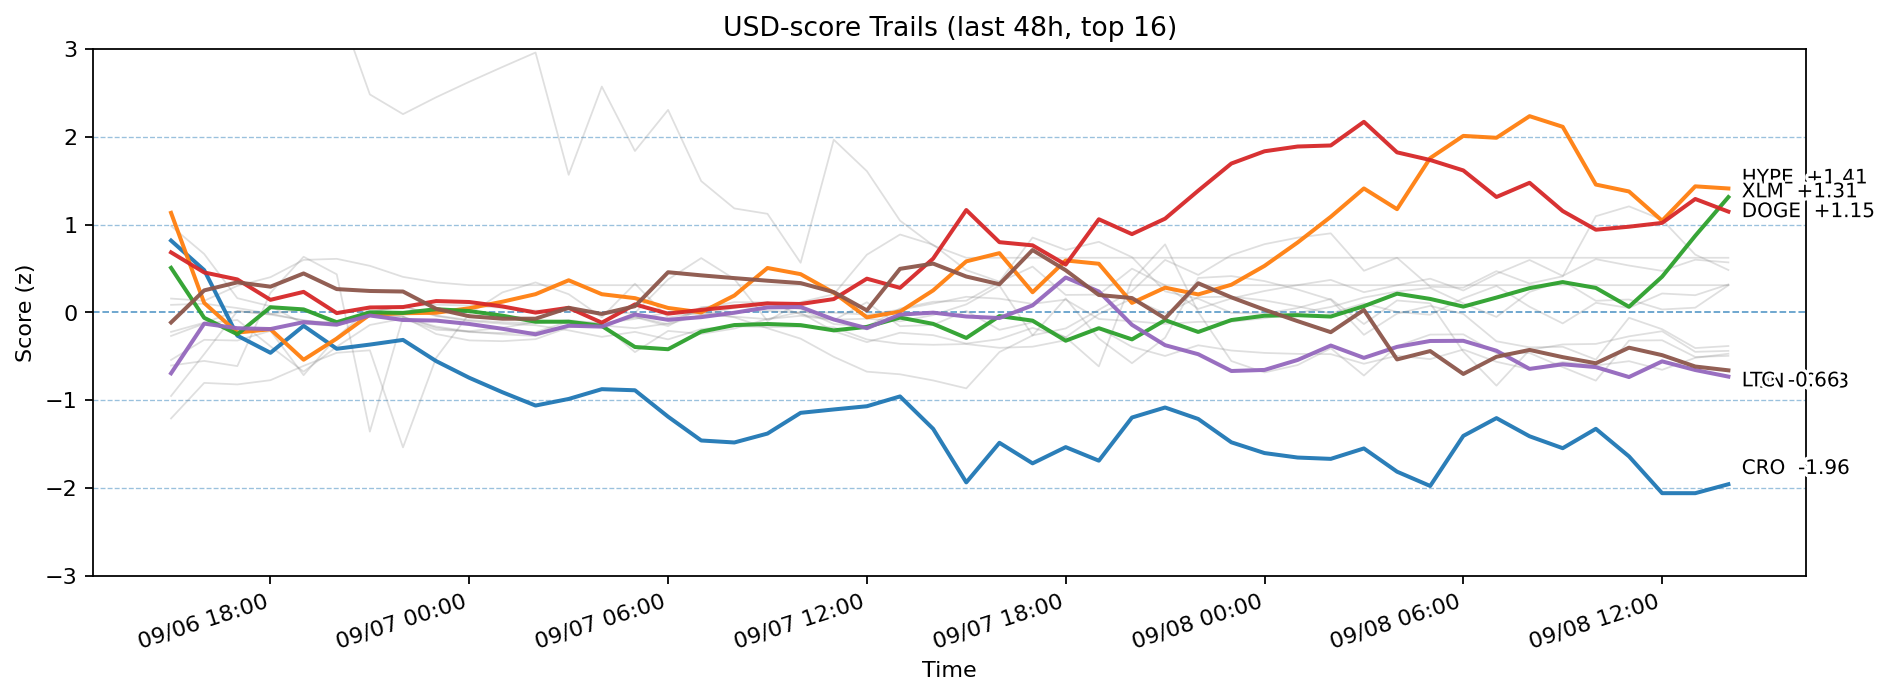 USD-score Trails (last 48h, top 16)
Score (z)
3
2
1
0
−1
−2
−3
HYPE +1.41
XLM +1.31
DOGE +1.15
CRO -1.96
09/06 18:00
09/07 00:00
09/07 06:00
09/07 12:00
09/07 18:00
09/08 00:00
09/08 06:00
09/08 12:00
Time